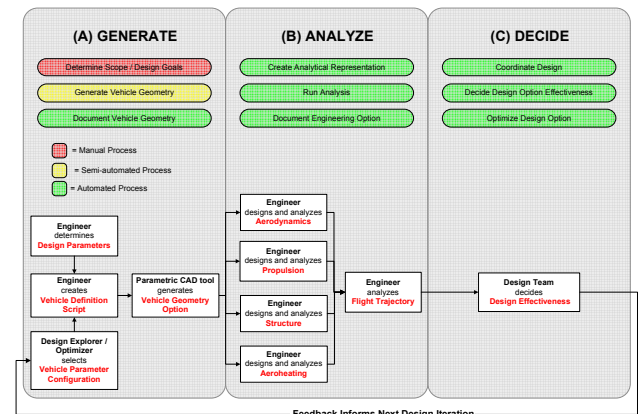 (A) GENERATE
(B) ANALYZE
(C) DECIDE
Determine Scope / Design Goals
Generate Vehicle Geometry
Document Vehicle Geometry
Create Analytical Representation
Run Analysis
Document Engineering Option
Coordinate Design
Decide Design Option Effectiveness
Optimize Design Option
= Manual Process
= Semi-automated Process
= Automated Process
Engineer
determines
Design Parameters
Engineer
creates
Vehicle Definition
Script
Design Explorer /
Optimizer
selects
Vehicle Parameter
Configuration
Parametric CAD tool
generates
Vehicle Geometry
Option
Engineer
designs and analyzes
Aerodynamics
Engineer
designs and analyzes
Propulsion
Engineer
designs and analyzes
Structure
Engineer
designs and analyzes
Aeroheating
Engineer
analyzes
Flight Trajectory
Design Team
decides
Design Effectiveness
Feedback Informs Next Design Iteration